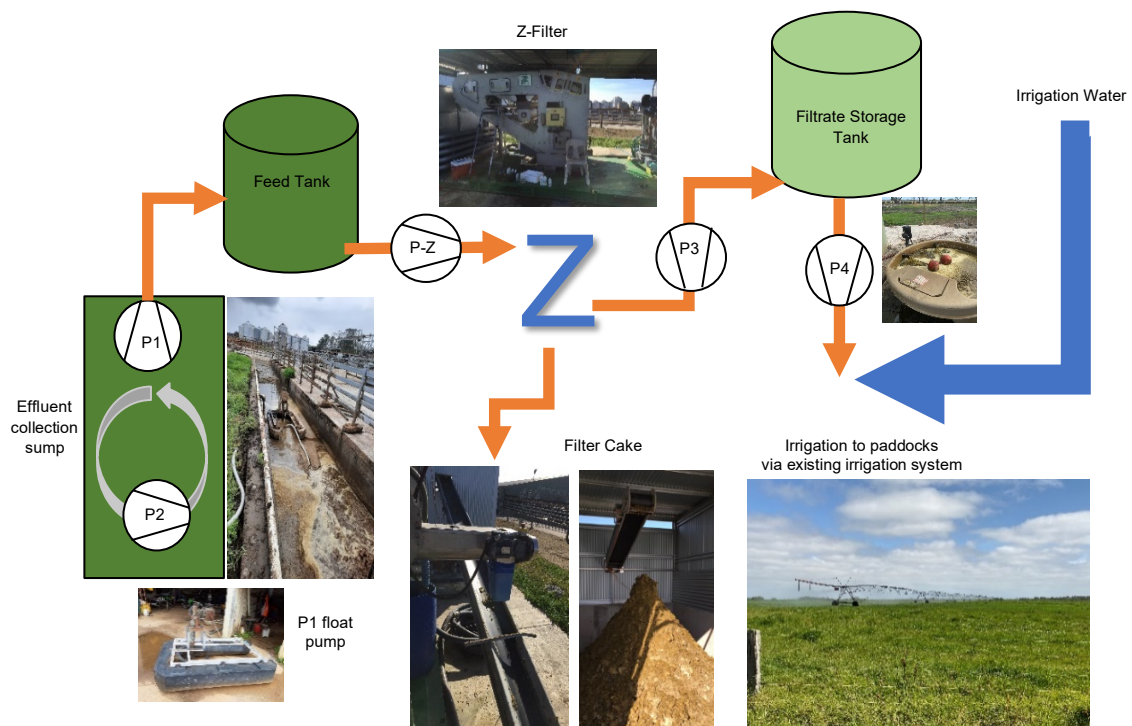 Z-Filter
Irrigation Water
Filtrate Storage
Tank
Feed Tank
P-Z
P3
P4
Z
P1
Effluent
collection
sump
P2
Filter Cake
Irrigation to paddocks
via existing irrigation system
P1 float
pump